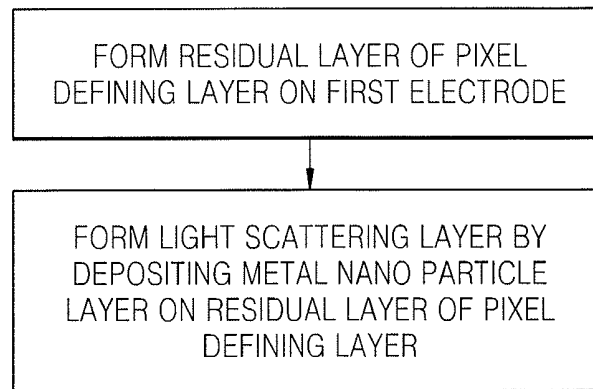 FORM RESIDUAL LAYER OF PIXEL
DEFINING LAYER ON FIRST ELECTRODE
FORM LIGHT SCATTERING LAYER BY
DEPOSITING METAL NANO PARTICLE
LAYER ON RESIDUAL LAYER OF PIXEL
DEFINING LAYER